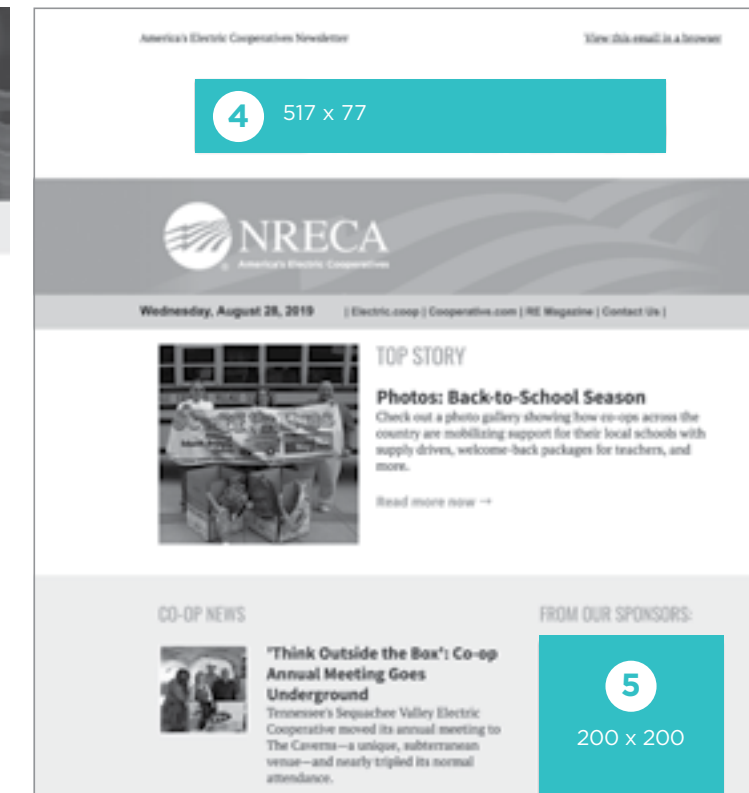 America's Electric Cooperatives Newsletter
View this email in a browser
4
517 x 77
NRECA
America's Electric Cooperatives
Wednesday, August 28, 2019
| Electric.coop | Cooperative.com | RE Magazine | Contact Us |
TOP STORY
Photos: Back-to-School Season
Check out a photo gallery showing how co-ops across the
country are mobilizing support for their local schools with
supply drives, welcome-back packages for teachers, and
more.
Read more now →
CO-OP NEWS
'Think Outside the Box': Co-op
Annual Meeting Goes
Underground
Tennessee's Sequachee Valley Electric
Cooperative moved its annual meeting to
The Caverns—a unique, subterranean
venue—and nearly tripled its normal
attendance.
FROM OUR SPONSORS:
5
200 x 200